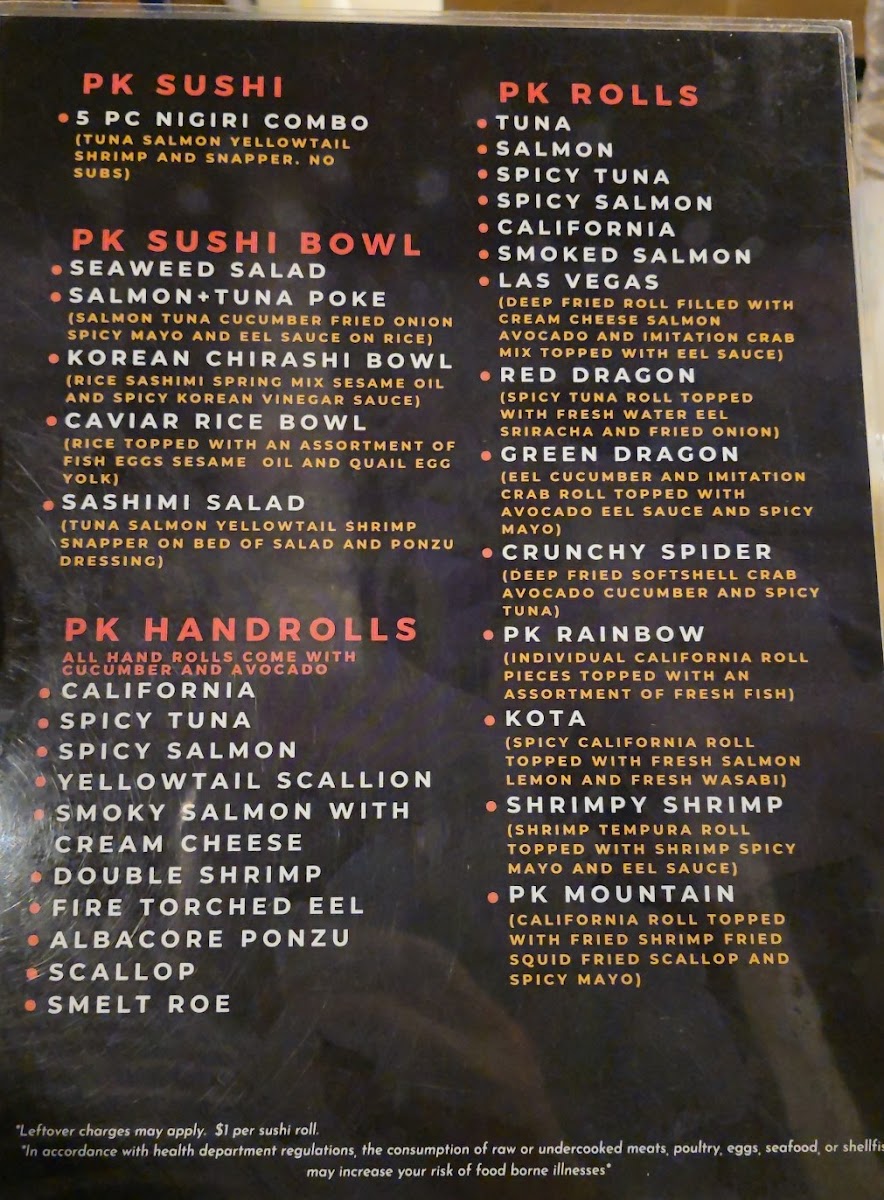 PK SUSHI
5 PC NIGIRI COMBO
(TUNA SALMON YELLOWTAIL
SHRIMP AND SNAPPER. NO
SUBS)
PK SUSHI BOWL
SEAWEED SALAD
SALMON+TUNA POKE
(SALMON TUNA CUCUMBER FRIED ONION
SPICY MAYO AND EEL SAUCE ON RICE)
KOREAN CHIRASHI BOWL
(RICE SASHIMI SPRING MIX SESAME OIL
AND SPICY KOREAN VINEGAR SAUCE)
CAVIAR RICE BOWL
(RICE TOPPED WITH AN ASSORTMENT OF
FISH EGGS SESAME OIL AND QUAIL EGG
YOLK)
SASHIMI SALAD
(TUNA SALMON YELLOWTAIL SHRIMP
SNAPPER ON BED OF SALAD AND PONZU
DRESSING)
PK HANDROLLS
ALL HAND ROLLS COME WITH
CUCUMBER AND AVOCADO
CALIFORNIA
SPICY TUNA
SPICY SALMON
YELLOWTAIL SCALLION
SMOKY SALMON WITH
CREAM CHEESE
DOUBLE SHRIMP
FIRE TORCHED EEL
ALBACORE PONZU
SCALLOP
SMELT ROE
PK ROLLS
TUNA
SALMON
SPICY TUNA
SPICY SALMON
CALIFORNIA
SMOKED SALMON
LAS VEGAS
(DEEP FRIED ROLL FILLED WITH
CREAM CHEESE SALMON
AVOCADO AND IMITATION CRAB
MIX TOPPED WITH EEL SAUCE)
RED DRAGON
(SPICY TUNA ROLL TOPPED
WITH FRESH WATER EEL
SRIRACHA AND FRIED ONION)
GREEN DRAGON
(EEL CUCUMBER AND IMITATION
CRAB ROLL TOPPED WITH
AVOCADO EEL SAUCE AND SPICY
MAYO)
CRUNCHY SPIDER
(DEEP FRIED SOFTSHELL CRAB
AVOCADO CUCUMBER AND SPICY
TUNA)
PK RAINBOW
(INDIVIDUAL CALIFORNIA ROLL
PIECES TOPPED WITH AN
ASSORTMENT OF FRESH FISH)
KOTA
(SPICY CALIFORNIA ROLL
TOPPED WITH FRESH SALMON
LEMON AND FRESH WASABI)
SHRIMPY SHRIMP
(SHRIMP TEMPURA ROLL
TOPPED WITH SHRIMP SPICY
MAYO AND EEL SAUCE)
PK MOUNTAIN
(CALIFORNIA ROLL TOPPED
WITH FRIED SHRIMP FRIED
SQUID FRIED SCALLOP AND
SPICY MAYO)
*Leftover charges may apply. $1 per sushi roll.
*In accordance with health department regulations, the consumption of raw or undercooked meats, poultry, eggs, seafood, or shellfis
may increase your risk of food borne illnesses*